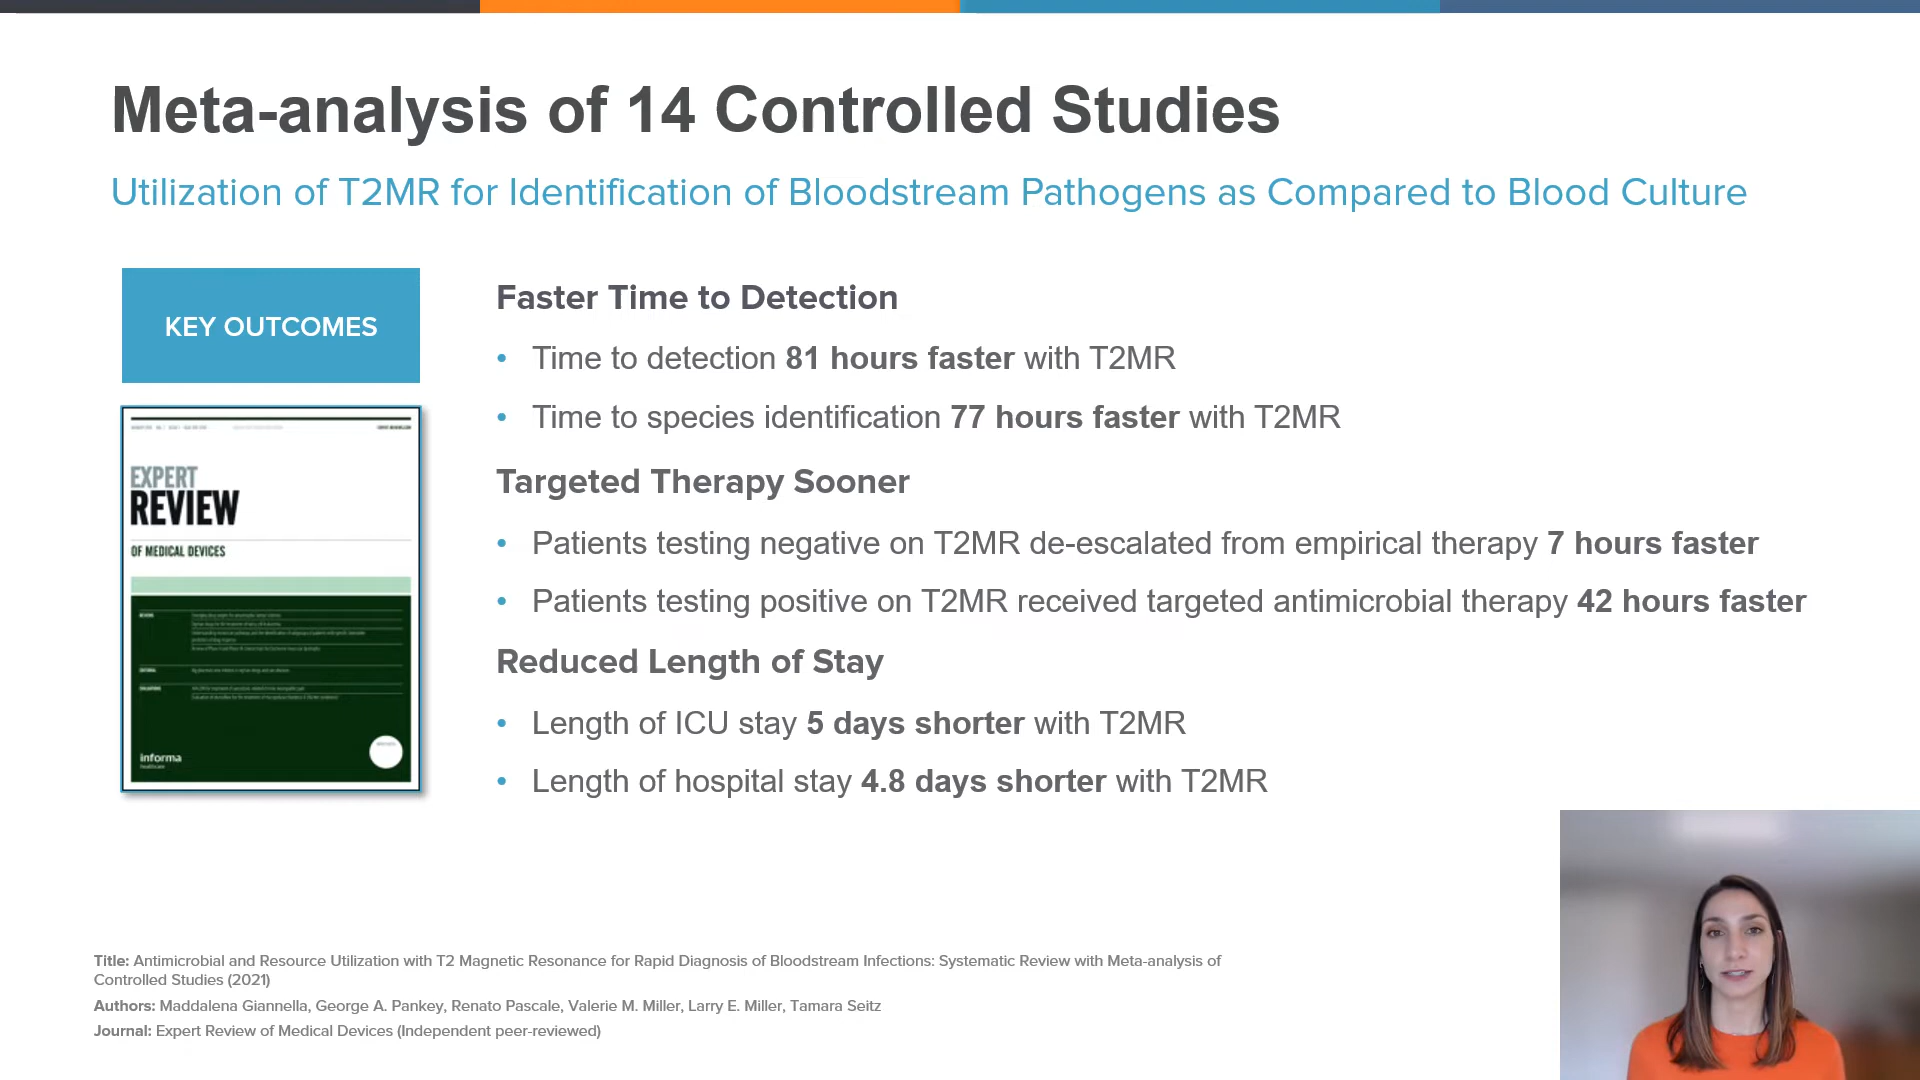 Meta-analysis of 14 Controlled Studies
Utilization of T2MR for Identification of Bloodstream Pathogens as Compared to Blood Culture
KEY OUTCOMES
EXPERT
REVIEW
OF MEDICAL DEVICES
informa
healthcare
Faster Time to Detection
• Time to detection 81 hours faster with T2MR
• Time to species identification 77 hours faster with T2MR
Targeted Therapy Sooner
• Patients testing negative on T2MR de-escalated from empirical therapy 7 hours faster
• Patients testing positive on T2MR received targeted antimicrobial therapy 42 hours faster
Reduced Length of Stay
• Length of ICU stay 5 days shorter with T2MR
• Length of hospital stay 4.8 days shorter with T2MR
Title: Antimicrobial and Resource Utilization with T2 Magnetic Resonance for Rapid Diagnosis of Bloodstream Infections: Systematic Review with Meta-analysis of
Controlled Studies (2021)
Authors: Maddalena Giannella, George A. Pankey, Renato Pascale, Valerie M. Miller, Larry E. Miller, Tamara Seitz
Journal: Expert Review of Medical Devices (Independent peer-reviewed)